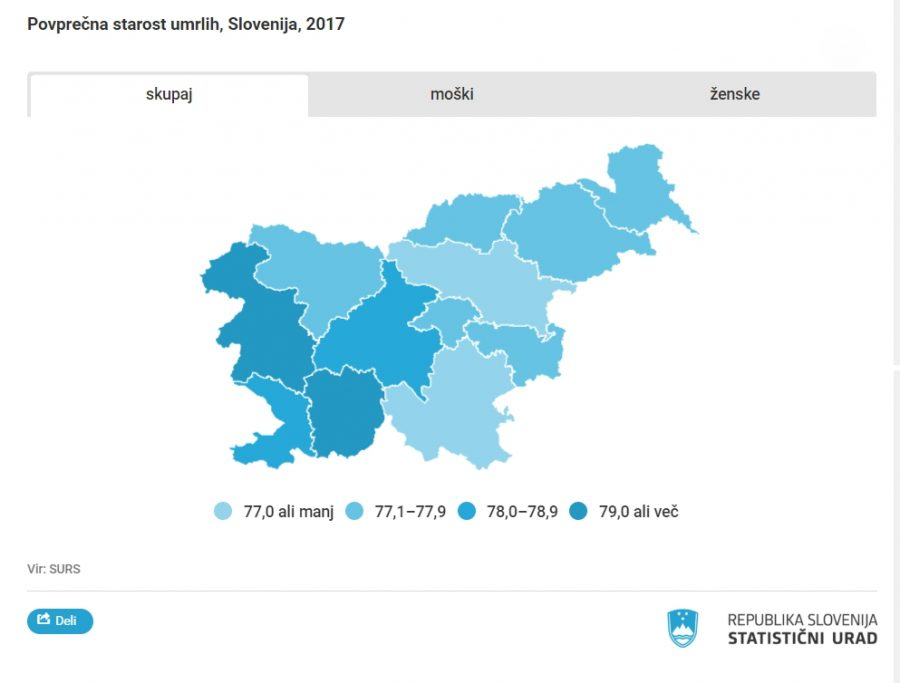 Povprečna starost umrlih, Slovenija, 2017
skupaj moški ženske
77,0 ali manj 77,1–77,9 78,0–78,9 79,0 ali več
Vir: SURS
Deli
REPUBLIKA SLOVENIJA
STATISTIČNI URAD